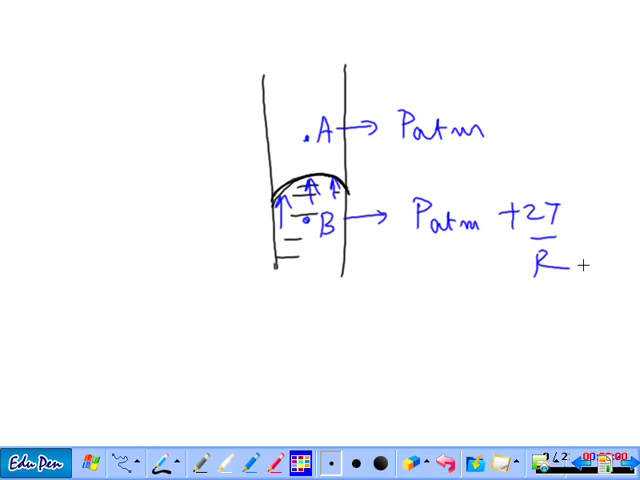 .A → Patm
B → Patm + 2T/R
Edu Pen